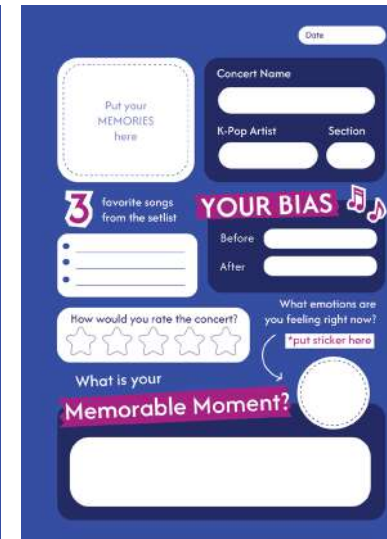 Date
Put your
MEMORIES
here
Concert Name
K-Pop Artist
Section
3
favorite songs
from the setlist
YOUR BIAS
Before
After
How would you rate the concert?
What emotions are
you feeling right now?
*put sticker here
What is your
Memorable Moment?